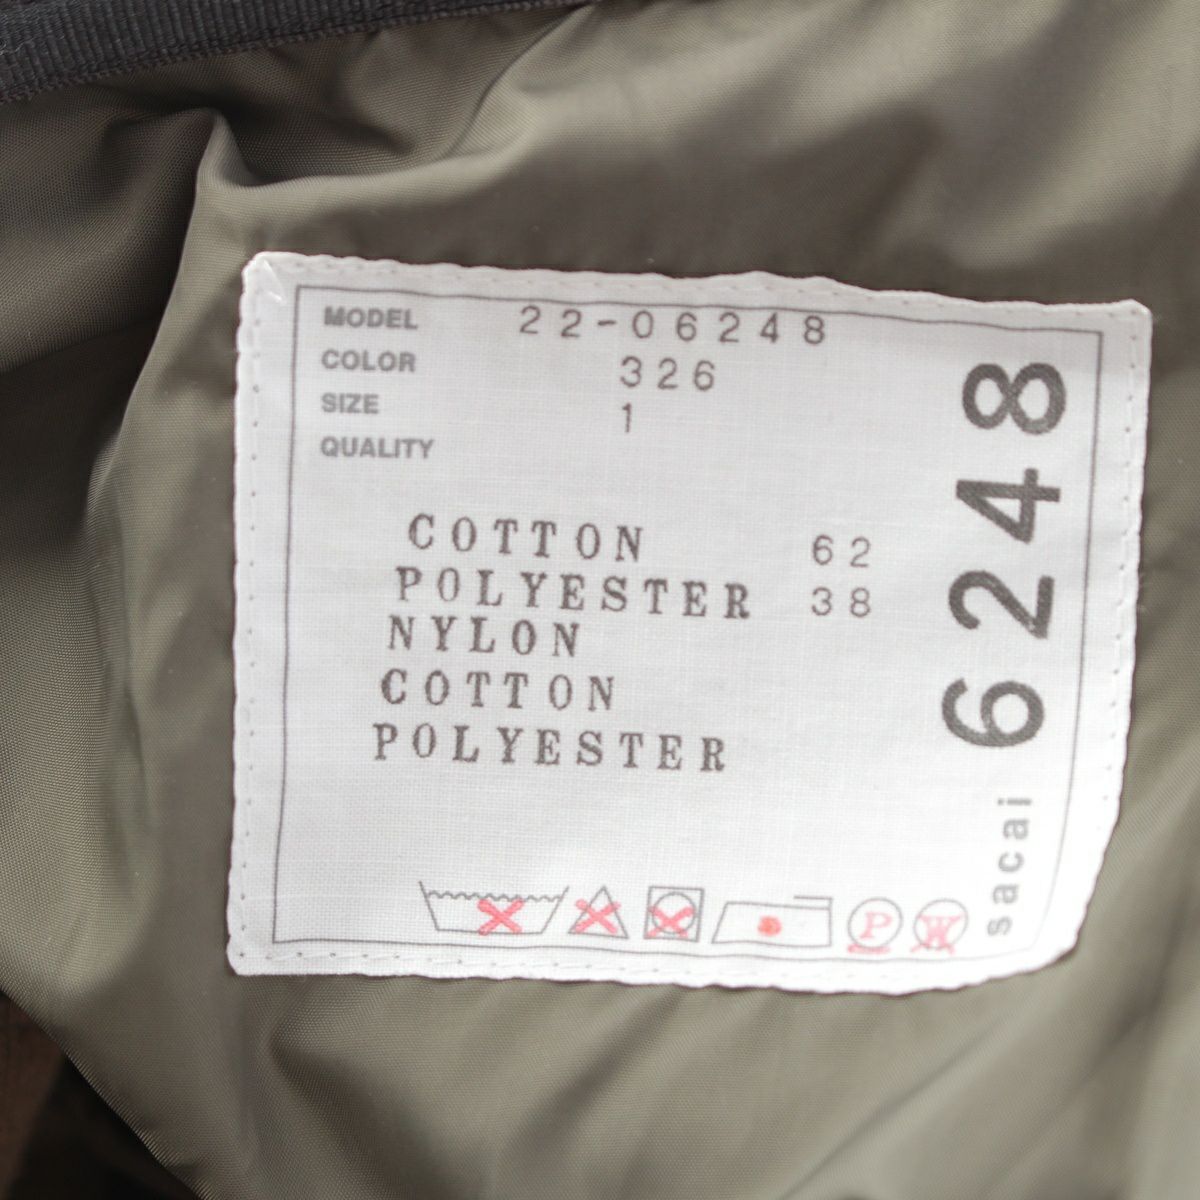 MODEL 22-06248
COLOR 326
SIZE 1
QUALITY
COTTON 62
POLYESTER 38
NYLON
COTTON
POLYESTER
P W
sacai 6248